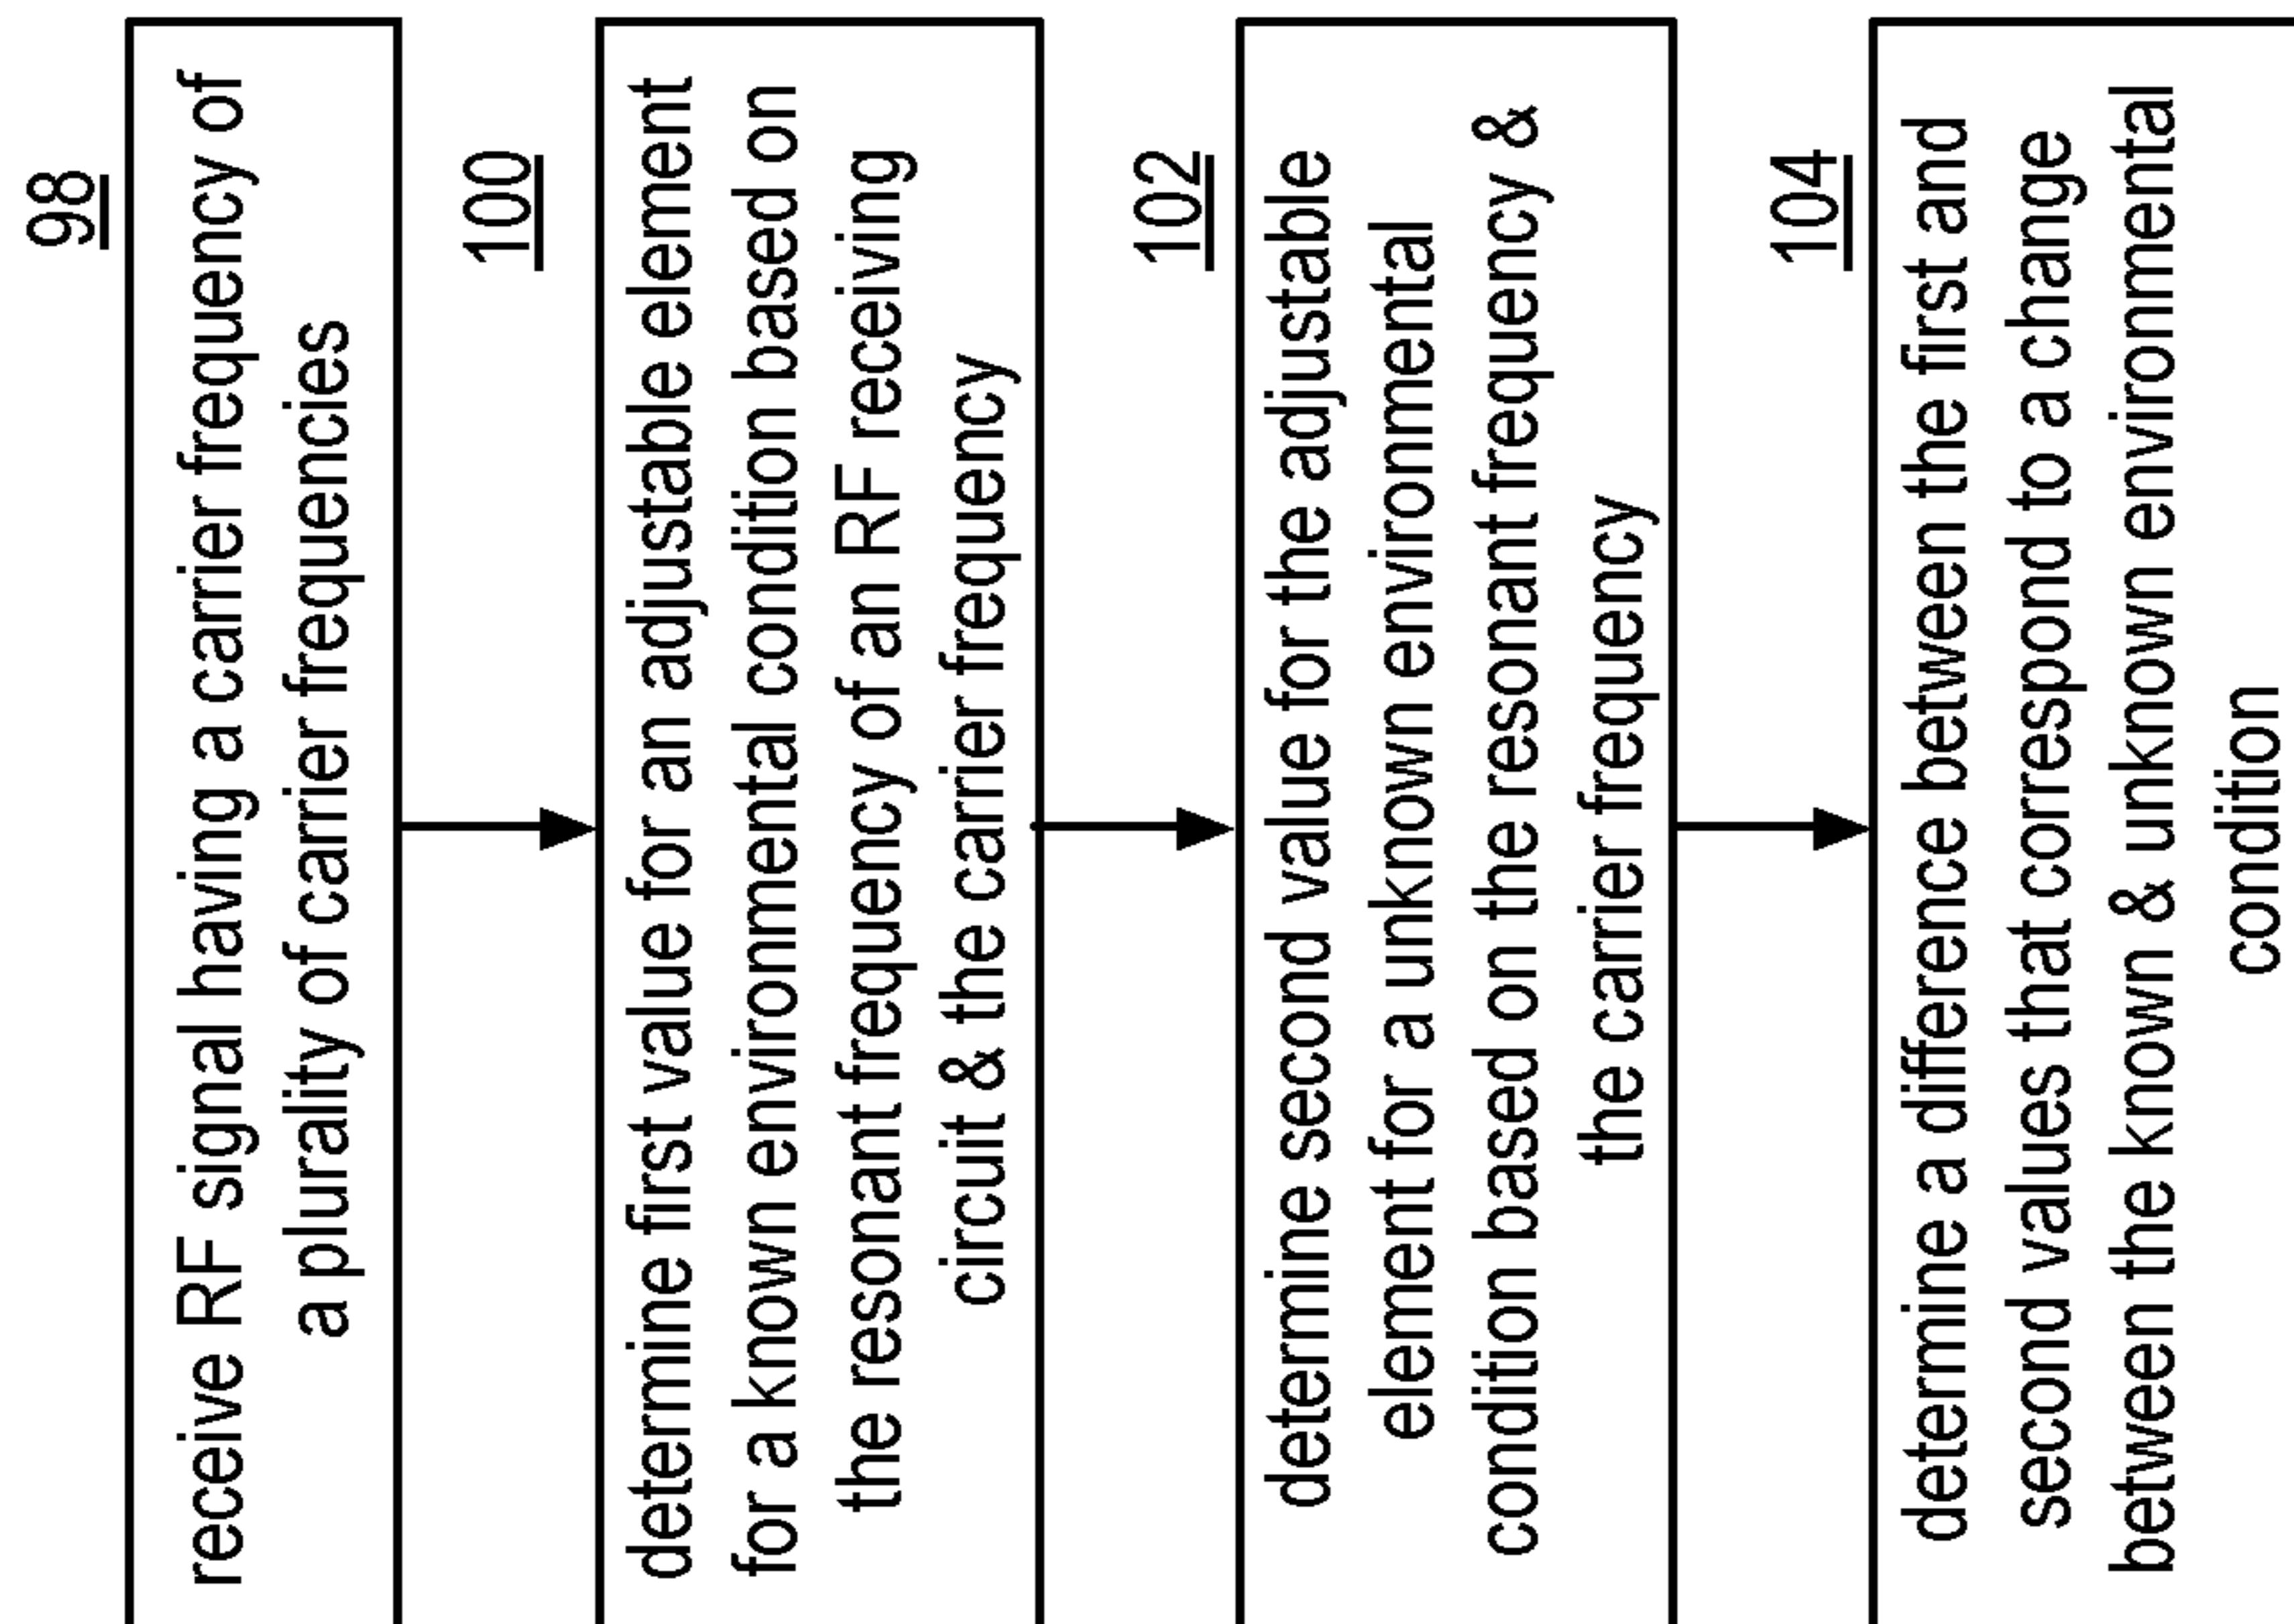 98
receive RF signal having a carrier frequency of
a plurality of carrier frequencies
100
determine first value for an adjustable element
for a known environmental condition based on
the resonant frequency of an RF receiving
circuit & the carrier frequency
102
determine second value for the adjustable
element for a unknown environmental
condition based on the resonant frequency &
the carrier frequency
104
determine a difference between the first and
second values that correspond to a change
between the known & unknown environmental
condition